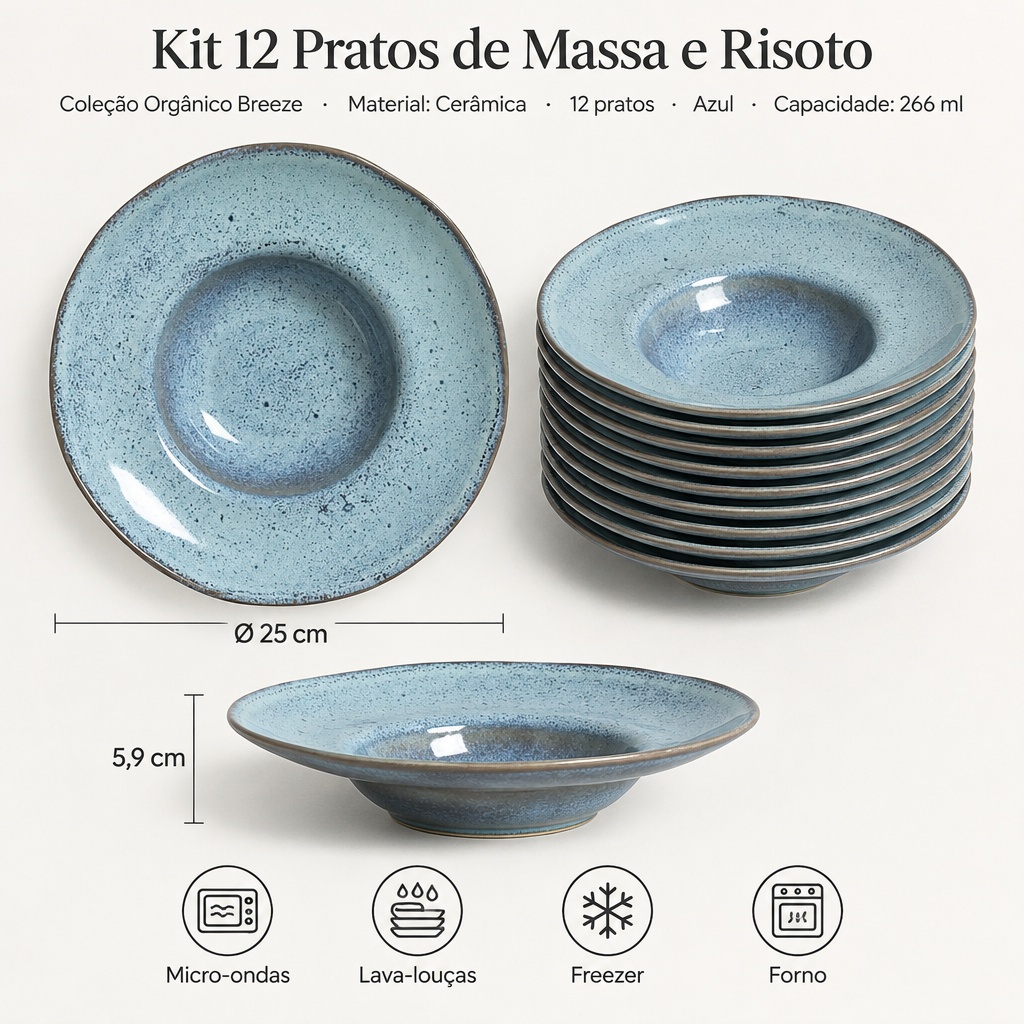 Kit 12 Pratos de Massa e Risoto
Coleção Orgânico Breeze · Material: Cerâmica · 12 pratos · Azul · Capacidade: 266 ml
Ø 25 cm
5,9 cm
Micro-ondas Lava-louças Freezer Forno